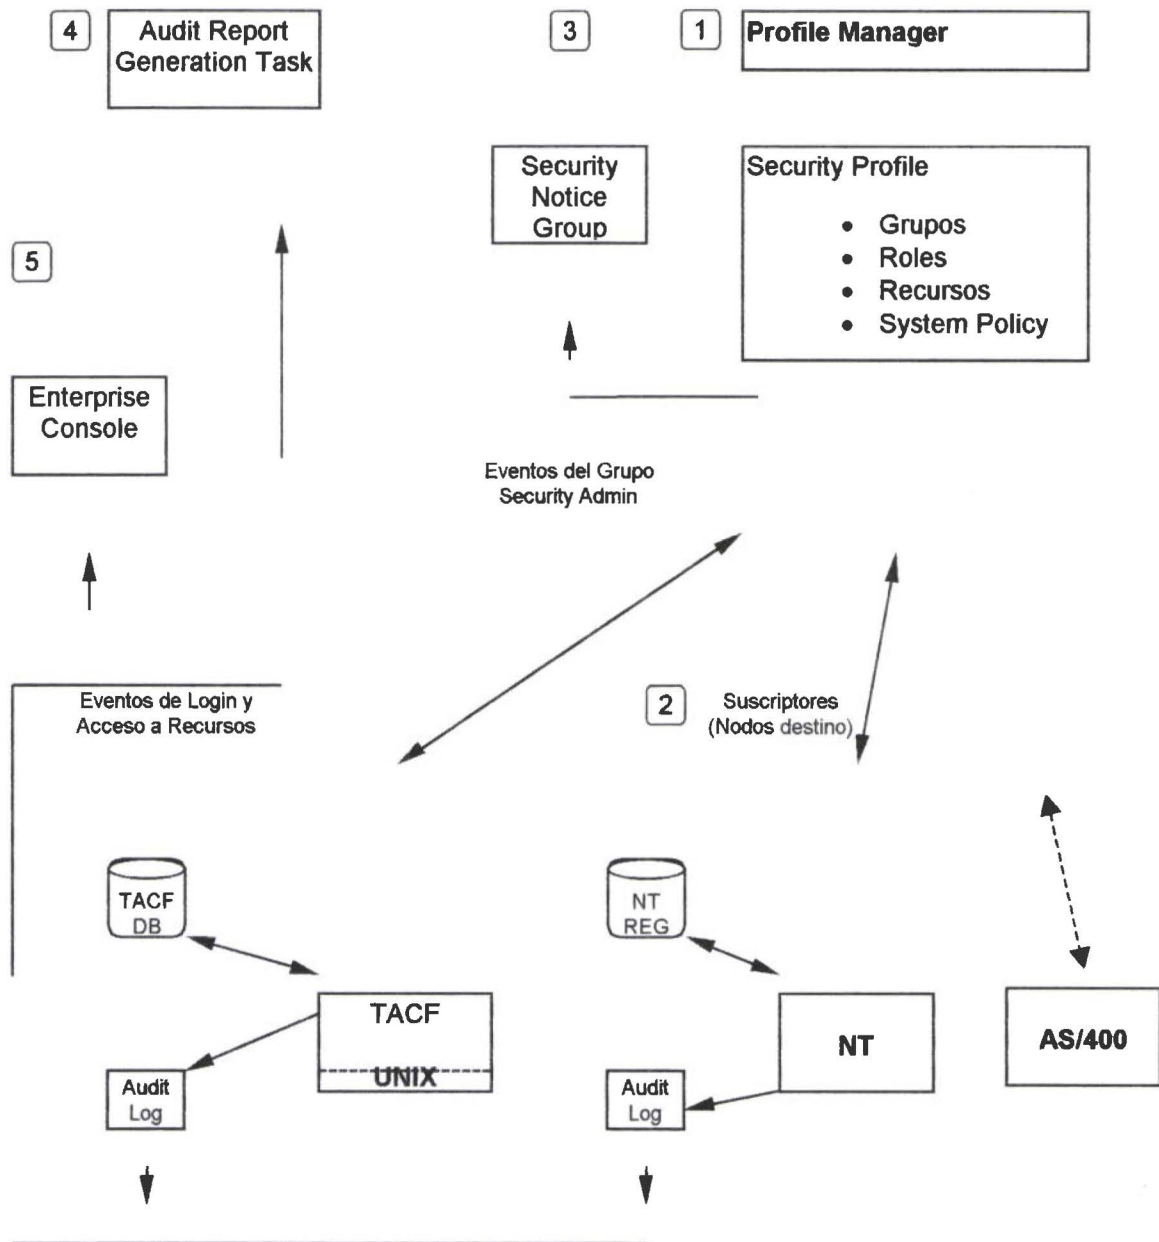 4
Audit Report
Generation Task
3
1
Profile Manager
Security
Notice
Group
Security Profile
• Grupos
• Roles
• Recursos
• System Policy
5
Enterprise
Console
Eventos del Grupo
Security Admin
Eventos de Login y
Acceso a Recursos
2
Suscriptores
(Nodos destino)
TACF
DB
NT
REG
TACF
UNIX
NT
AS/400
Audit
Log
Audit
Log